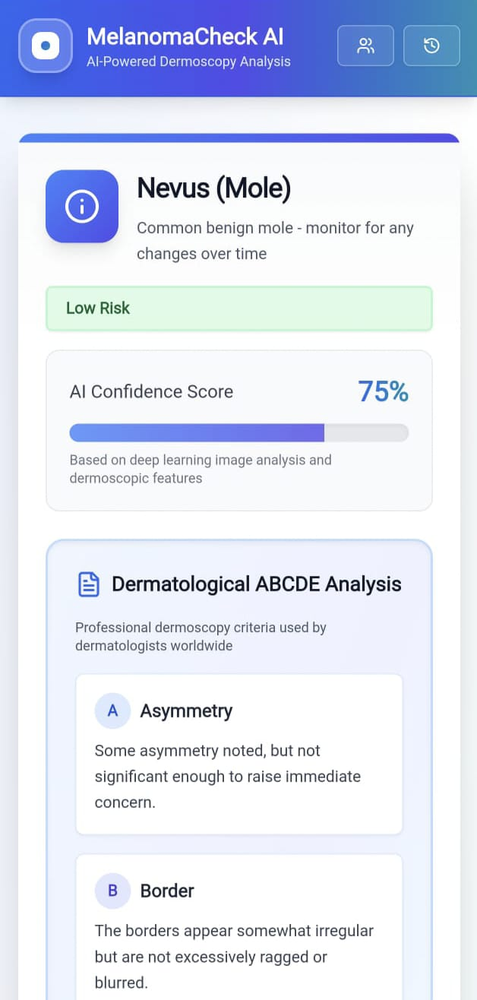 MelanomaCheck AI
AI-Powered Dermoscopy Analysis
Nevus (Mole)
Common benign mole - monitor for any
changes over time
Low Risk
AI Confidence Score
75%
Based on deep learning image analysis and
dermoscopic features
Dermatological ABCDE Analysis
Professional dermoscopy criteria used by
dermatologists worldwide
A Asymmetry
Some asymmetry noted, but not
significant enough to raise immediate
concern.
B Border
The borders appear somewhat irregular
but are not excessively ragged or
blurred.